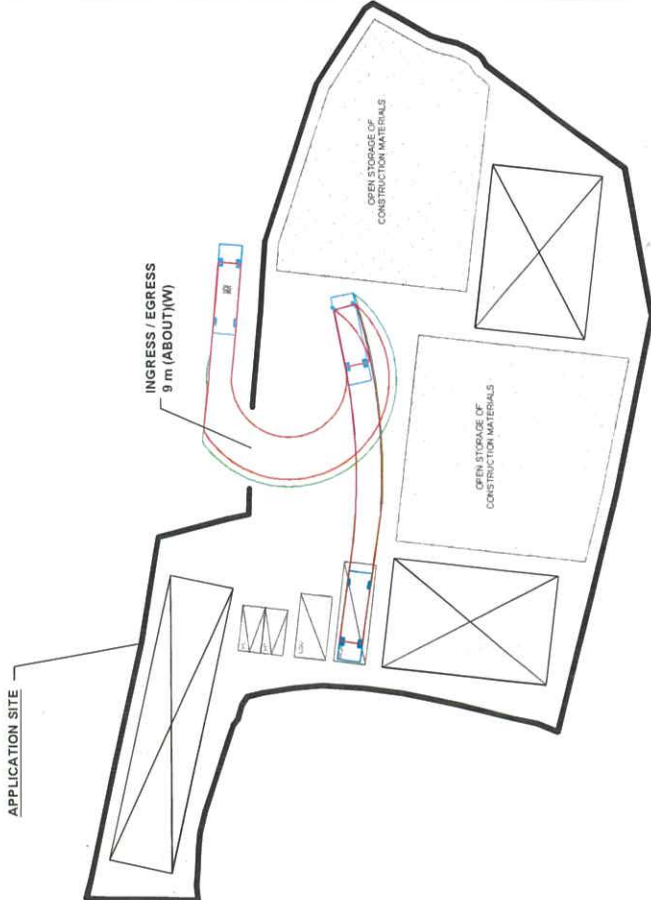 OPEN STORAGE OF
CONSTRUCTION MATERIALS
INGRESS / EGRESS
9 m (ABOUT)(W)
OPEN STORAGE OF
CONSTRUCTION MATERIALS
APPLICATION SITE